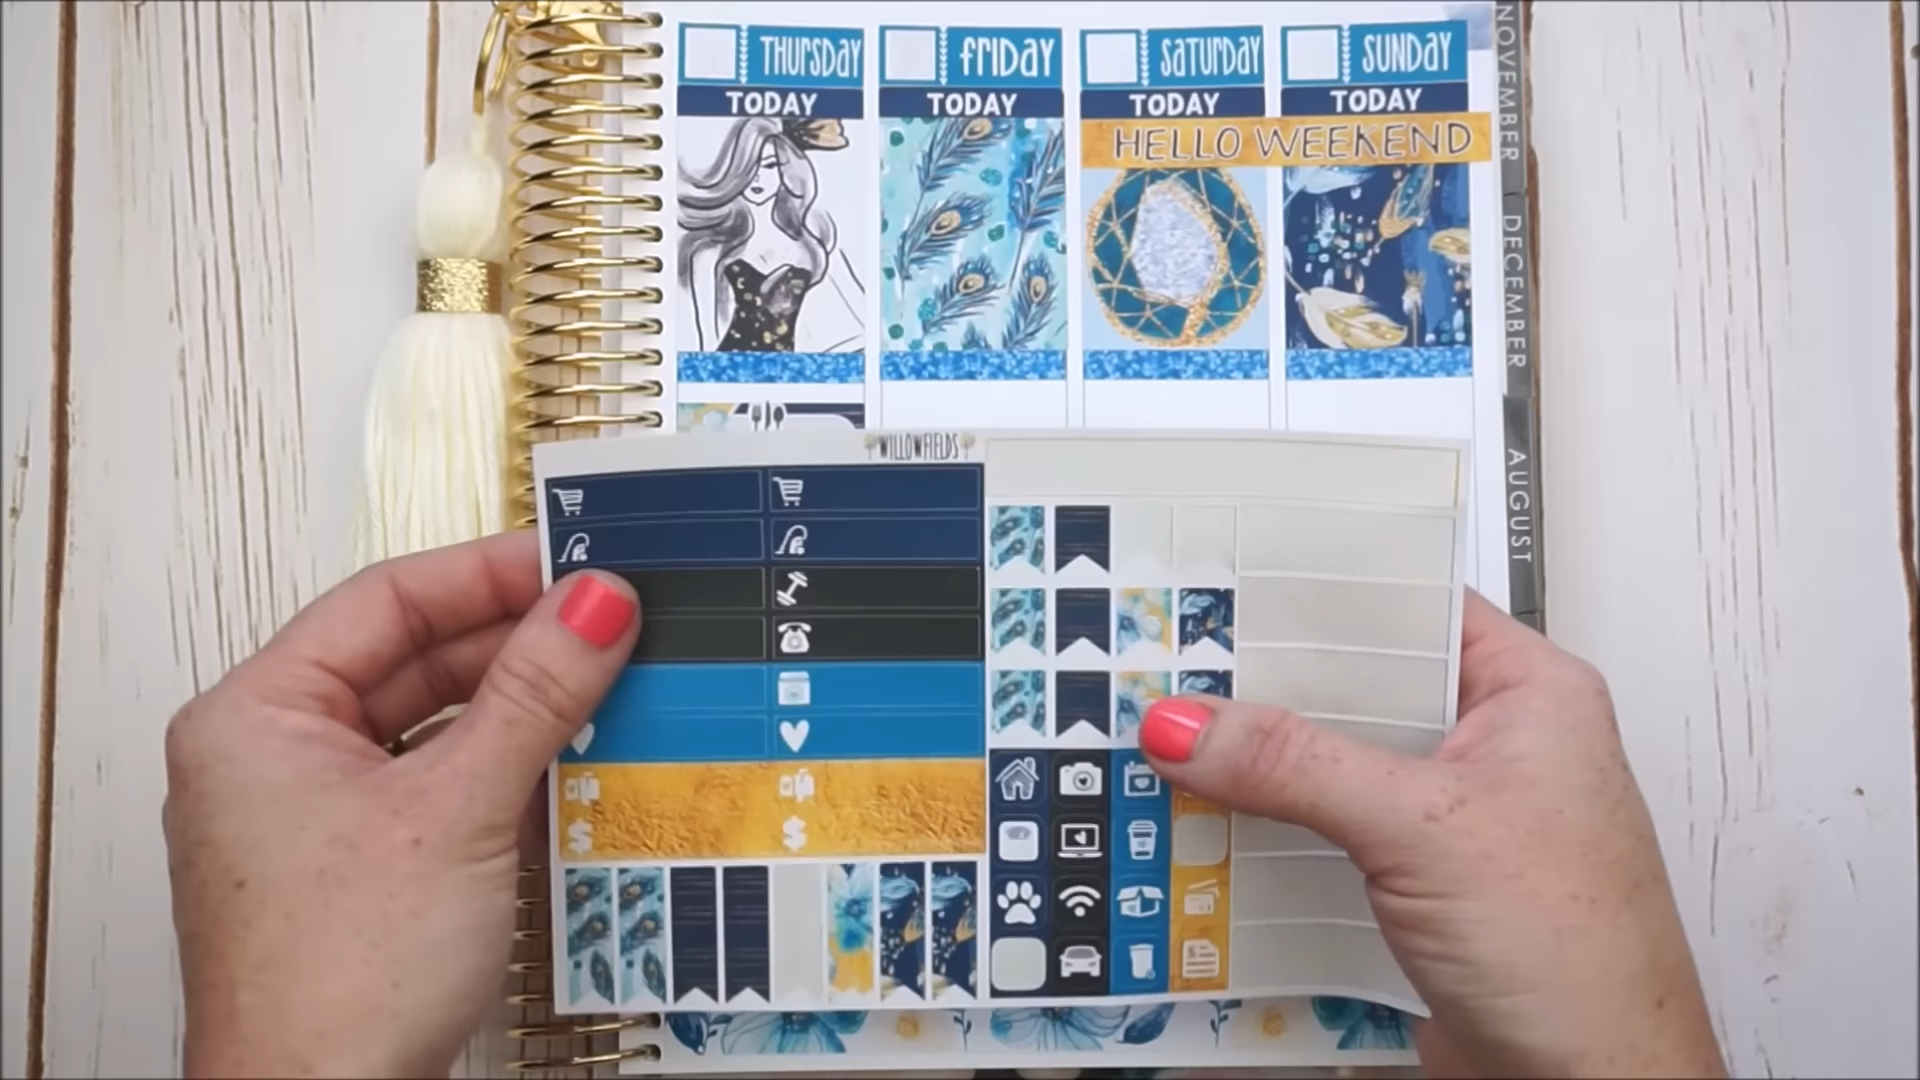 THURSDAY
FRIDAY
SATURDAY
SUNDAY
TODAY
TODAY
TODAY
TODAY
HELLO WEEKEND
NOVEMBER
DECEMBER
AUGUST
WILLOWFIELDS
$
$